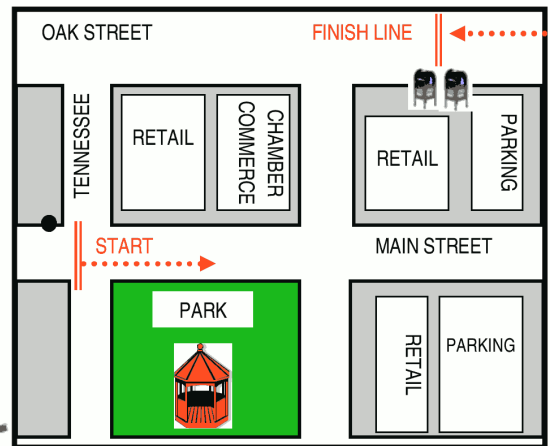 OAK STREET
FINISH LINE
TENNESSEE
RETAIL
CHAMBER
COMMERCE
RETAIL
PARKING
START
MAIN STREET
PARK
RETAIL
PARKING